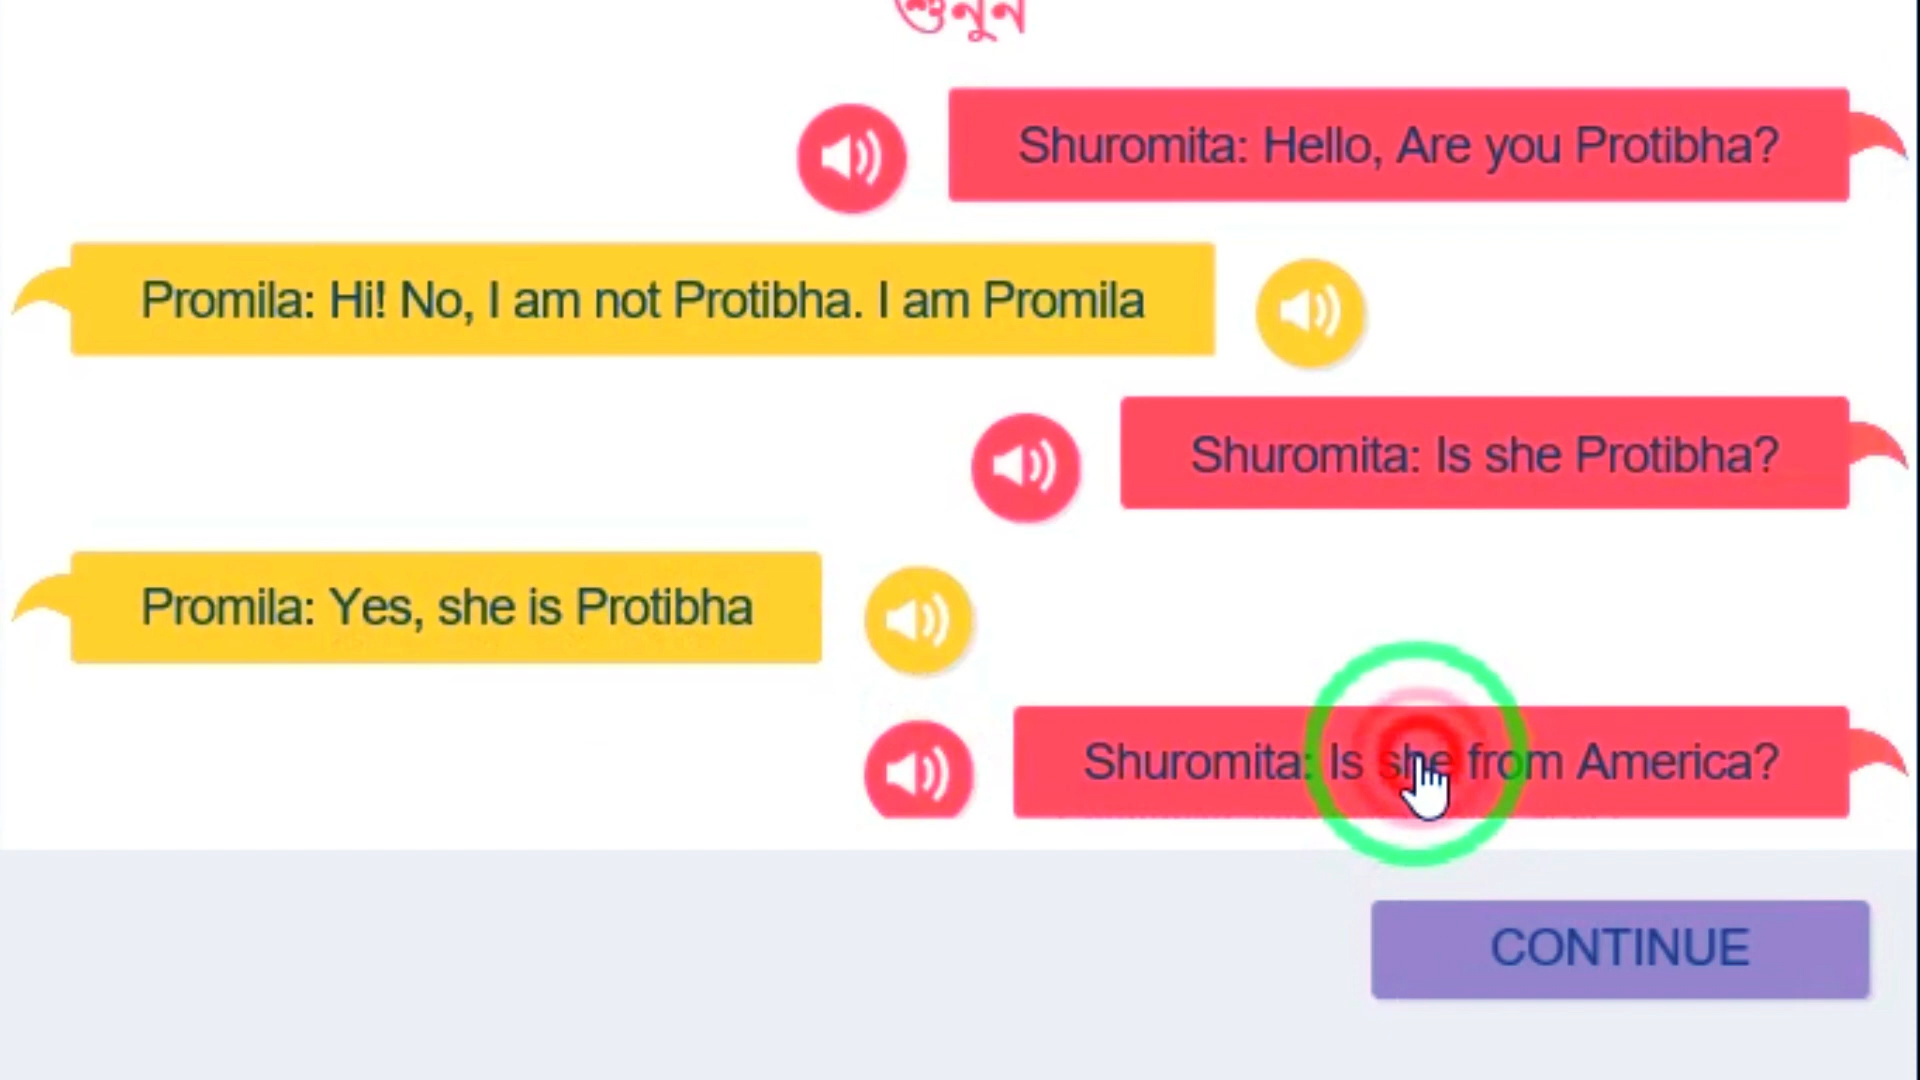 শুনুন
Shuromita: Hello, Are you Protibha?
Promila: Hi! No, I am not Protibha. I am Promila
Shuromita: Is she Protibha?
Promila: Yes, she is Protibha
Shuromita: Is she from America?
CONTINUE